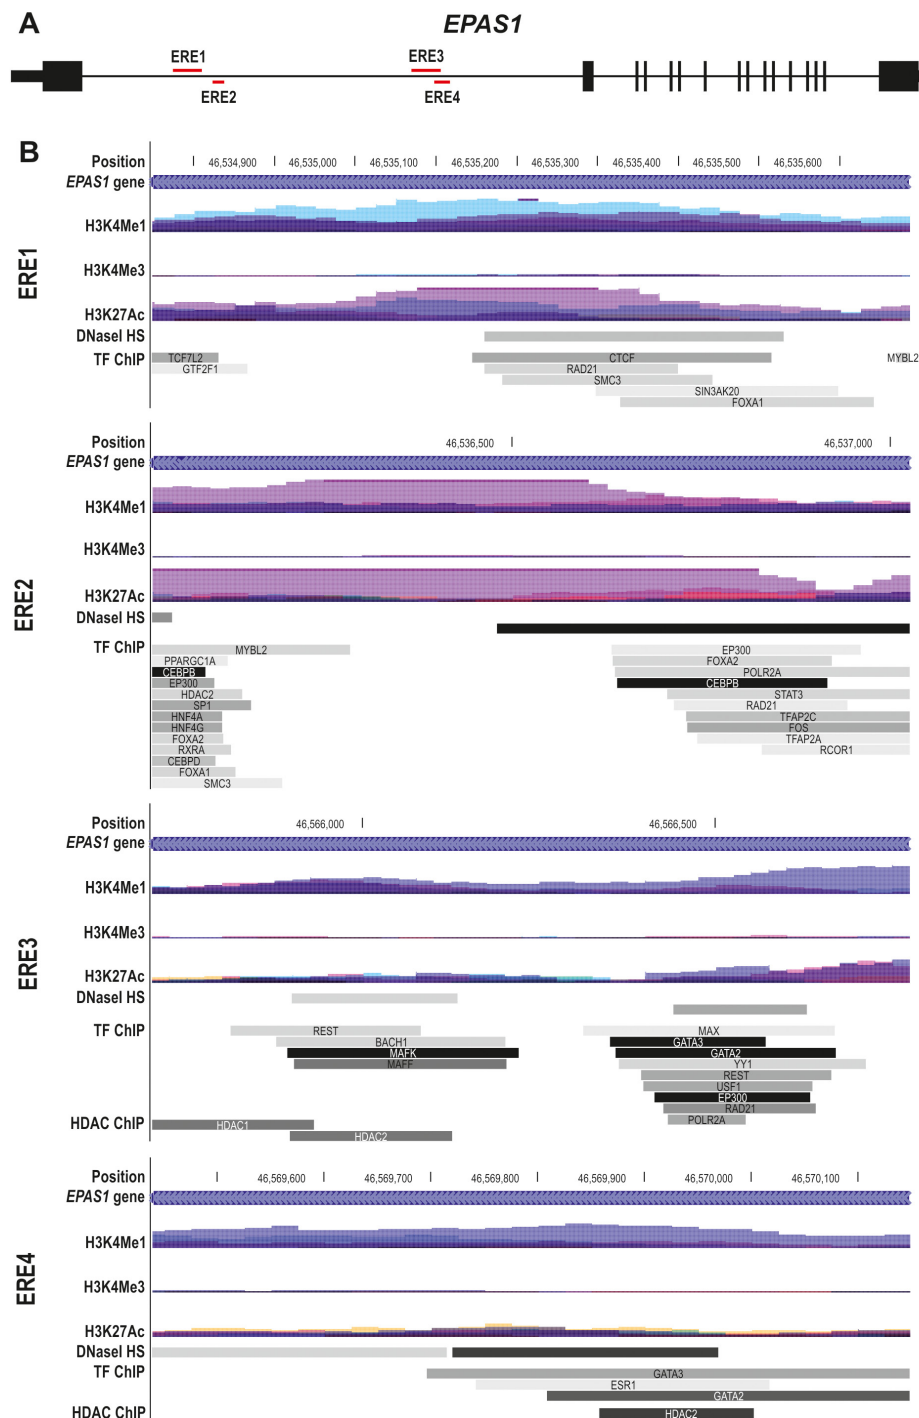 A
EPAS1
ERE1
ERE3
ERE2
ERE4
B
ERE1
Position 46,534,900 46,535,000 46,535,100 46,535,200 46,535,300 46,535,400 46,535,500 46,535,600
EPAS1 gene
H3K4Me1
H3K4Me3
H3K27Ac
DNaseI HS
TF ChIP TCF7L2 CTCF MYBL2
GTF2F1 RAD21
SMC3
SIN3AK20
FOXA1
ERE2
Position 46,536,500 46,537,000
EPAS1 gene
H3K4Me1
H3K4Me3
H3K27Ac
DNaseI HS
TF ChIP MYBL2 EP300
PPARGC1A FOXA2
CEBPB POLR2A
EP300 CEBPB
HDAC2 STAT3
SP1 RAD21
HNF4A TFAP2C
HNF4G FOS
FOXA2 TFAP2A
RXRA RCOR1
CEBPD
FOXA1
SMC3
ERE3
Position 46,566,000 46,566,500
EPAS1 gene
H3K4Me1
H3K4Me3
H3K27Ac
DNaseI HS
TF ChIP REST MAX
BACH1 GATA3
MAFK GATA2
MAFF YY1
REST
USF1
EP300
RAD21
POLR2A
HDAC ChIP HDAC1
HDAC2
ERE4
Position 46,569,600 46,569,700 46,569,800 46,569,900 46,570,000 46,570,100
EPAS1 gene
H3K4Me1
H3K4Me3
H3K27Ac
DNaseI HS
TF ChIP GATA3
ESR1
GATA2
HDAC ChIP HDAC2